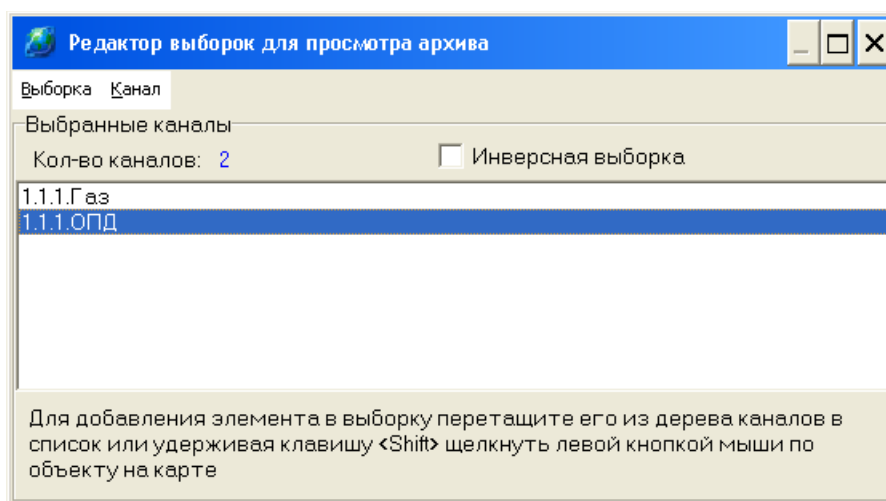 Редактор выборок для просмотра архива
Выборка Канал
Выбранные каналы
Кол-во каналов: 2 Инверсная выборка
1.1.1.Газ
1.1.1.ОПД
Для добавления элемента в выборку перетащите его из дерева каналов в
список или удерживая клавишу <Shift> щелкнуть левой кнопкой мыши по
объекту на карте